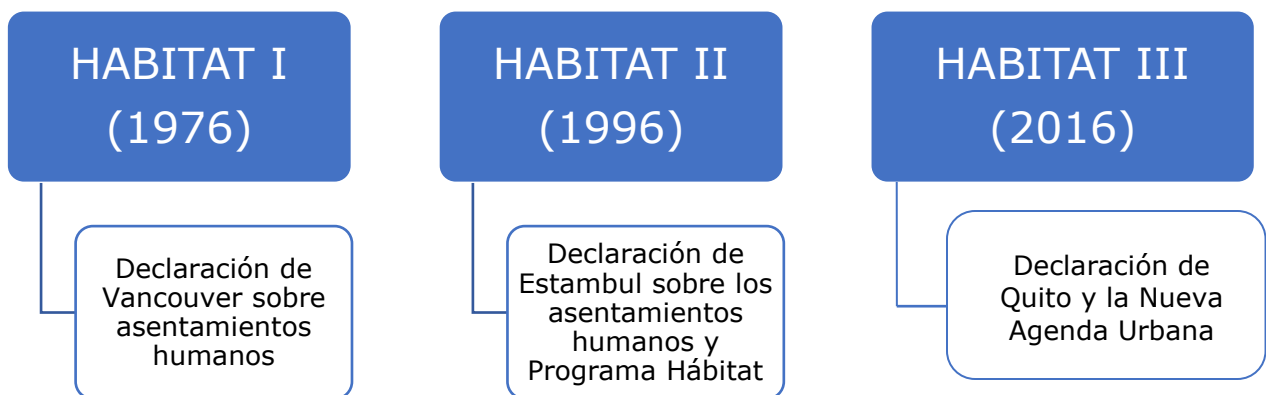 HABITAT I
(1976)
Declaración de
Vancouver sobre
asentamientos
humanos
HABITAT II
(1996)
Declaración de
Estambul sobre los
asentamientos
humanos y
Programa Hábitat
HABITAT III
(2016)
Declaración de
Quito y la Nueva
Agenda Urbana